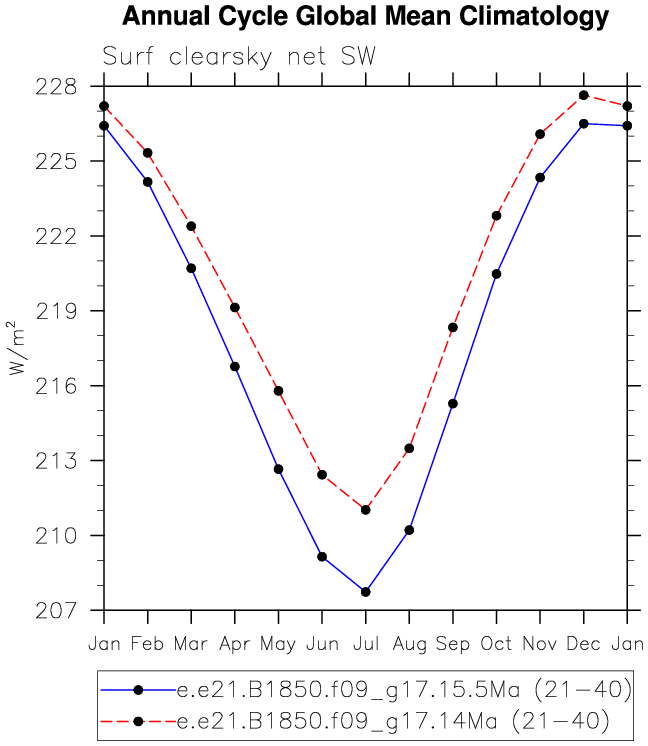 Annual Cycle Global Mean Climatology
Surf clearsky net SW
228
225
222
219
216
213
210
207
W/m²
Jan Feb Mar Apr May Jun Jul Aug Sep Oct Nov Dec Jan
e.e21.B1850.f09_g17.15.5Ma (21−40)
e.e21.B1850.f09_g17.14Ma (21−40)